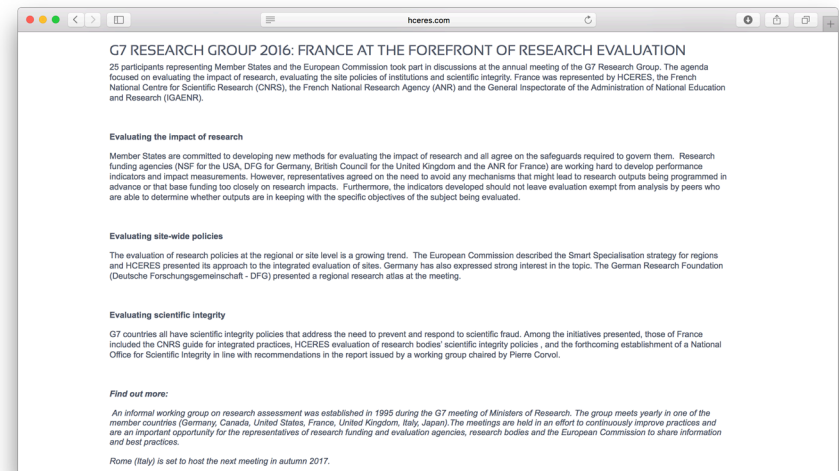 hceres.com
G7 RESEARCH GROUP 2016: FRANCE AT THE FOREFRONT OF RESEARCH EVALUATION
25 participants representing Member States and the European Commission took part in discussions at the annual meeting of the G7 Research Group. The agenda
focused on evaluating the impact of research, evaluating the site policies of institutions and scientific integrity. France was represented by HCERES, the French
National Centre for Scientific Research (CNRS), the French National Research Agency (ANR) and the General Inspectorate of the Administration of National Education
and Research (IGAENR).
Evaluating the impact of research
Member States are committed to developing new methods for evaluating the impact of research and all agree on the safeguards required to govern them. Research
funding agencies (NSF for the USA, DFG for Germany, British Council for the United Kingdom and the ANR for France) are working hard to develop performance
indicators and impact measurements. However, representatives agreed on the need to avoid any mechanisms that might lead to research outputs being programmed in
advance or that base funding too closely on research impacts. Furthermore, the indicators developed should not leave evaluation exempt from analysis by peers who
are able to determine whether outputs are in keeping with the specific objectives of the subject being evaluated.
Evaluating site-wide policies
The evaluation of research policies at the regional or site level is a growing trend. The European Commission described the Smart Specialisation strategy for regions
and HCERES presented its approach to the integrated evaluation of sites. Germany has also expressed strong interest in the topic. The German Research Foundation
(Deutsche Forschungsgemeinschaft - DFG) presented a regional research atlas at the meeting.
Evaluating scientific integrity
G7 countries all have scientific integrity policies that address the need to prevent and respond to scientific fraud. Among the initiatives presented, those of France
included the CNRS guide for integrated practices, HCERES evaluation of research bodies' scientific integrity policies , and the forthcoming establishment of a National
Office for Scientific Integrity in line with recommendations in the report issued by a working group chaired by Pierre Corvol.
Find out more:
An informal working group on research assessment was established in 1995 during the G7 meeting of Ministers of Research. The group meets yearly in one of the
member countries (Germany, Canada, United States, France, United Kingdom, Italy, Japan).The meetings are held in an effort to continuously improve practices and
are an important opportunity for the representatives of research funding and evaluation agencies, research bodies and the European Commission to share information
and best practices.
Rome (Italy) is set to host the next meeting in autumn 2017.